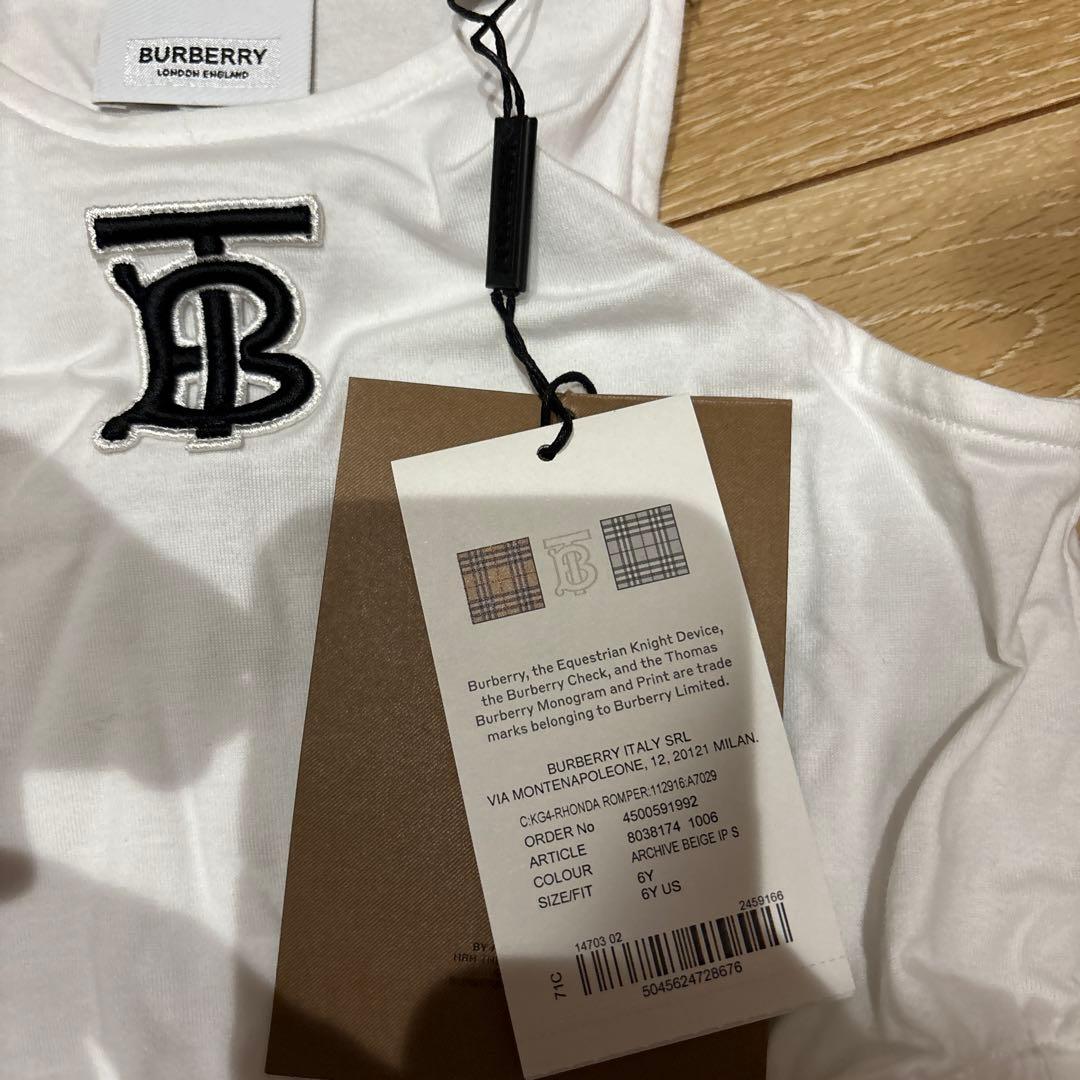 BURBERRY
LONDON ENGLAND
TB
Burberry, the Equestrian Knight Device,
the Burberry Check, and the Thomas
Burberry Monogram and Print are trade
marks belonging to Burberry Limited.
BURBERRY ITALY SRL
VIA MONTENAPOLEONE, 12, 20121 MILAN.
C:KG4-RHONDA ROMPER:112916:A7029
ORDER No 4500591992
ARTICLE 8038174 1006
COLOUR ARCHIVE BEIGE IP S
SIZE/FIT 6Y
6Y US
14703 02 2459166
71C
5045624728676
BY
HRH